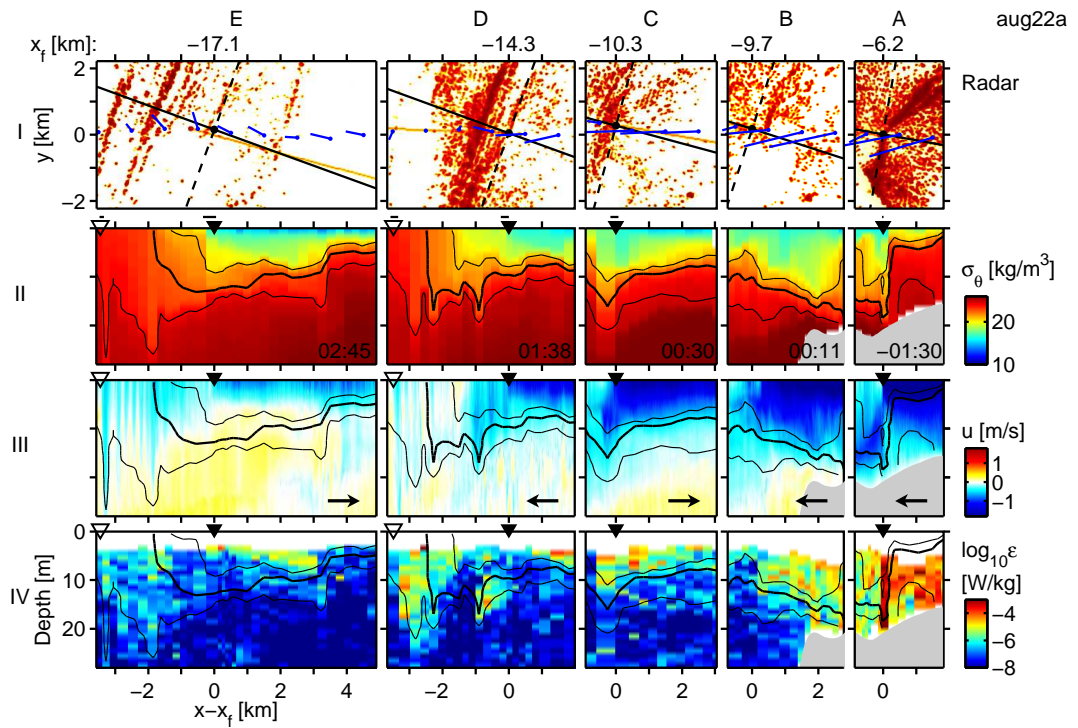 E D C B A aug22a
x_f [km]: −17.1 −14.3 −10.3 −9.7 −6.2
2
0
−2
y [km]
I
Radar
II
σ_θ [kg/m³]
20
10
02:45 01:38 00:30 00:11 −01:30
III
u [m/s]
1
0
−1
0
10
20
Depth [m]
IV
log₁₀ε
[W/kg]
−4
−6
−8
−2 0 2 4 −2 0 0 2 0 2 0
x−x_f [km]